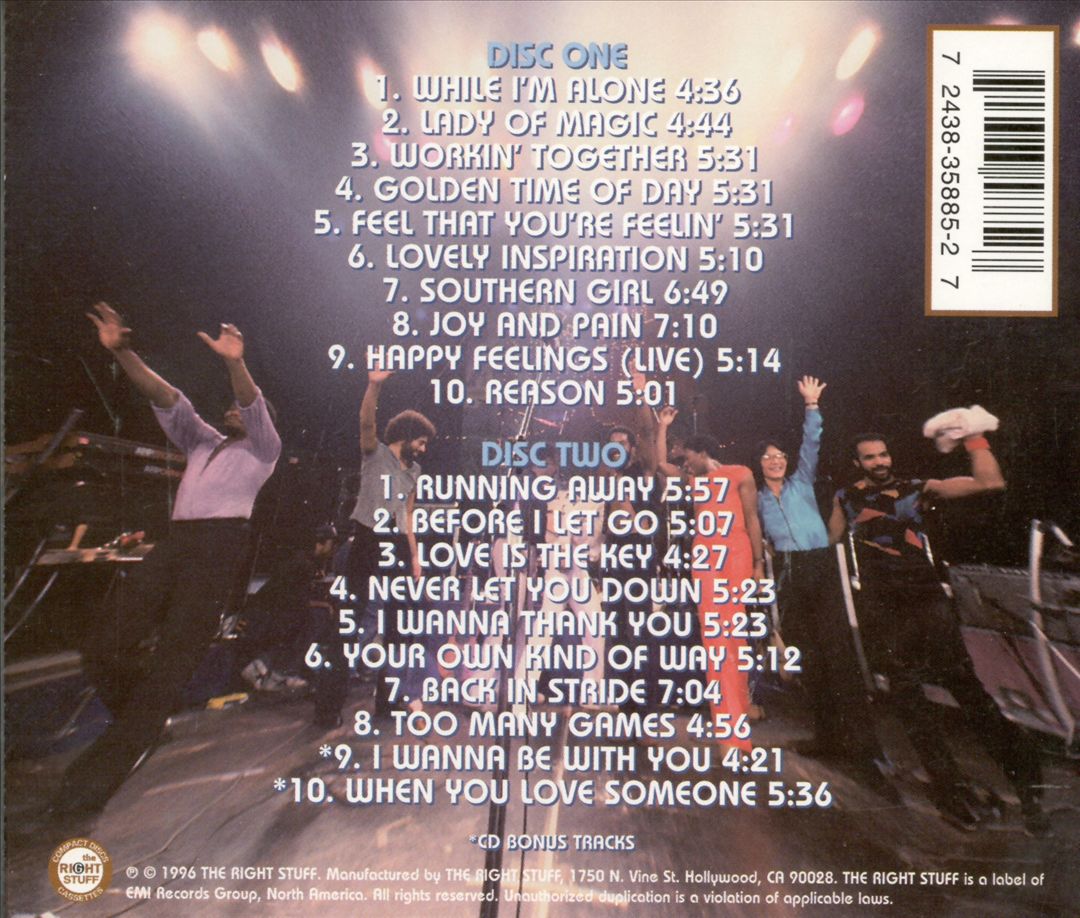 DISC ONE
1. WHILE I'M ALONE 4:36
2. LADY OF MAGIC 4:44
3. WORKIN' TOGETHER 5:31
4. GOLDEN TIME OF DAY 5:31
5. FEEL THAT YOU'RE FEELIN' 5:31
6. LOVELY INSPIRATION 5:10
7. SOUTHERN GIRL 6:49
8. JOY AND PAIN 7:10
9. HAPPY FEELINGS (LIVE) 5:14
10. REASON 5:01
DISC TWO
1. RUNNING AWAY 5:57
2. BEFORE I LET GO 5:07
3. LOVE IS THE KEY 4:27
4. NEVER LET YOU DOWN 5:23
5. I WANNA THANK YOU 5:23
6. YOUR OWN KIND OF WAY 5:12
7. BACK IN STRIDE 7:04
8. TOO MANY GAMES 4:56
*9. I WANNA BE WITH YOU 4:21
*10. WHEN YOU LOVE SOMEONE 5:36
*CD BONUS TRACKS
7 2438-35885-2 7
COMPACT DISCS
the
RIGHT
STUFF
CASSETTES
℗ © 1996 THE RIGHT STUFF. Manufactured by THE RIGHT STUFF, 1750 N. Vine St. Hollywood, CA 90028. THE RIGHT STUFF is a label of
EMI Records Group, North America. All rights reserved. Unauthorized duplication is a violation of applicable laws.